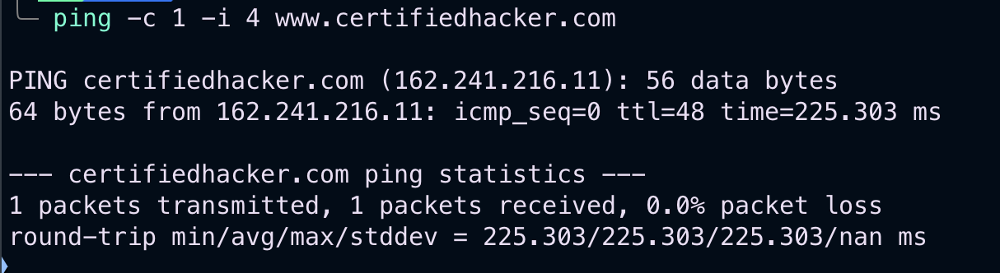 ping -c 1 -i 4 www.certifiedhacker.com
PING certifiedhacker.com (162.241.216.11): 56 data bytes
64 bytes from 162.241.216.11: icmp_seq=0 ttl=48 time=225.303 ms
--- certifiedhacker.com ping statistics ---
1 packets transmitted, 1 packets received, 0.0% packet loss
round-trip min/avg/max/stddev = 225.303/225.303/225.303/nan ms